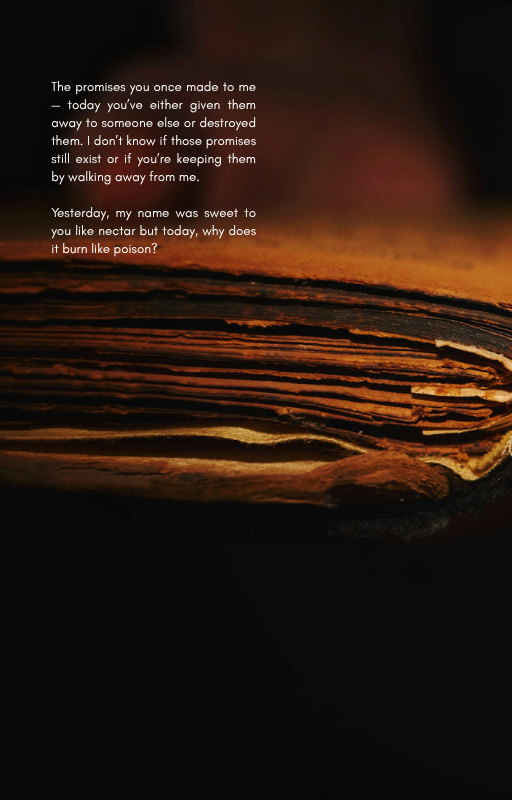 The promises you once made to me
— today you’ve either given them
away to someone else or destroyed
them. I don’t know if those promises
still exist or if you’re keeping them
by walking away from me.
Yesterday, my name was sweet to
you like nectar but today, why does
it burn like poison?